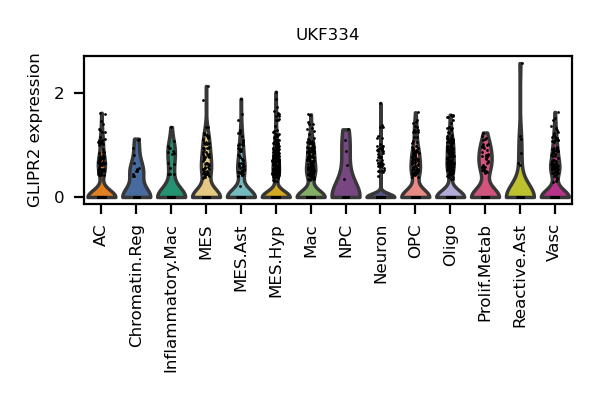 UKF334
GLIPR2 expression
2
0
AC
Chromatin.Reg
Inflammatory.Mac
MES
MES.Ast
MES.Hyp
Mac
NPC
Neuron
OPC
Oligo
Prolif.Metab
Reactive.Ast
Vasc